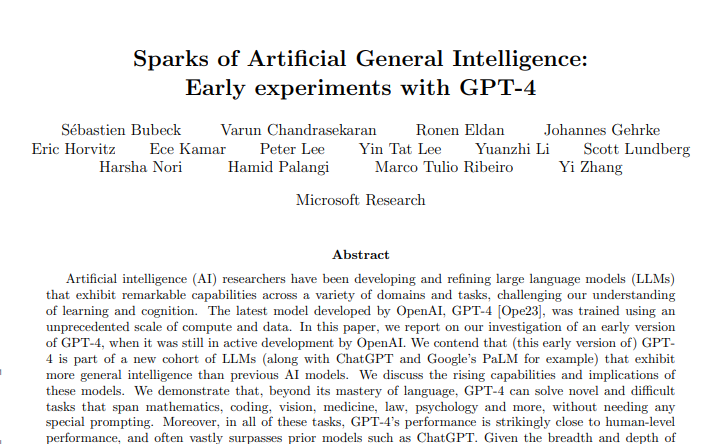 Sparks of Artificial General Intelligence:
Early experiments with GPT-4
Sébastien Bubeck Varun Chandrasekaran Ronen Eldan Johannes Gehrke
Eric Horvitz Ece Kamar Peter Lee Yin Tat Lee Yuanzhi Li Scott Lundberg
Harsha Nori Hamid Palangi Marco Tulio Ribeiro Yi Zhang
Microsoft Research
Abstract
Artificial intelligence (AI) researchers have been developing and refining large language models (LLMs)
that exhibit remarkable capabilities across a variety of domains and tasks, challenging our understanding
of learning and cognition. The latest model developed by OpenAI, GPT-4 [Ope23], was trained using an
unprecedented scale of compute and data. In this paper, we report on our investigation of an early version
of GPT-4, when it was still in active development by OpenAI. We contend that (this early version of) GPT-
4 is part of a new cohort of LLMs (along with ChatGPT and Google's PaLM for example) that exhibit
more general intelligence than previous AI models. We discuss the rising capabilities and implications of
these models. We demonstrate that, beyond its mastery of language, GPT-4 can solve novel and difficult
tasks that span mathematics, coding, vision, medicine, law, psychology and more, without needing any
special prompting. Moreover, in all of these tasks, GPT-4's performance is strikingly close to human-level
performance, and often vastly surpasses prior models such as ChatGPT. Given the breadth and depth of